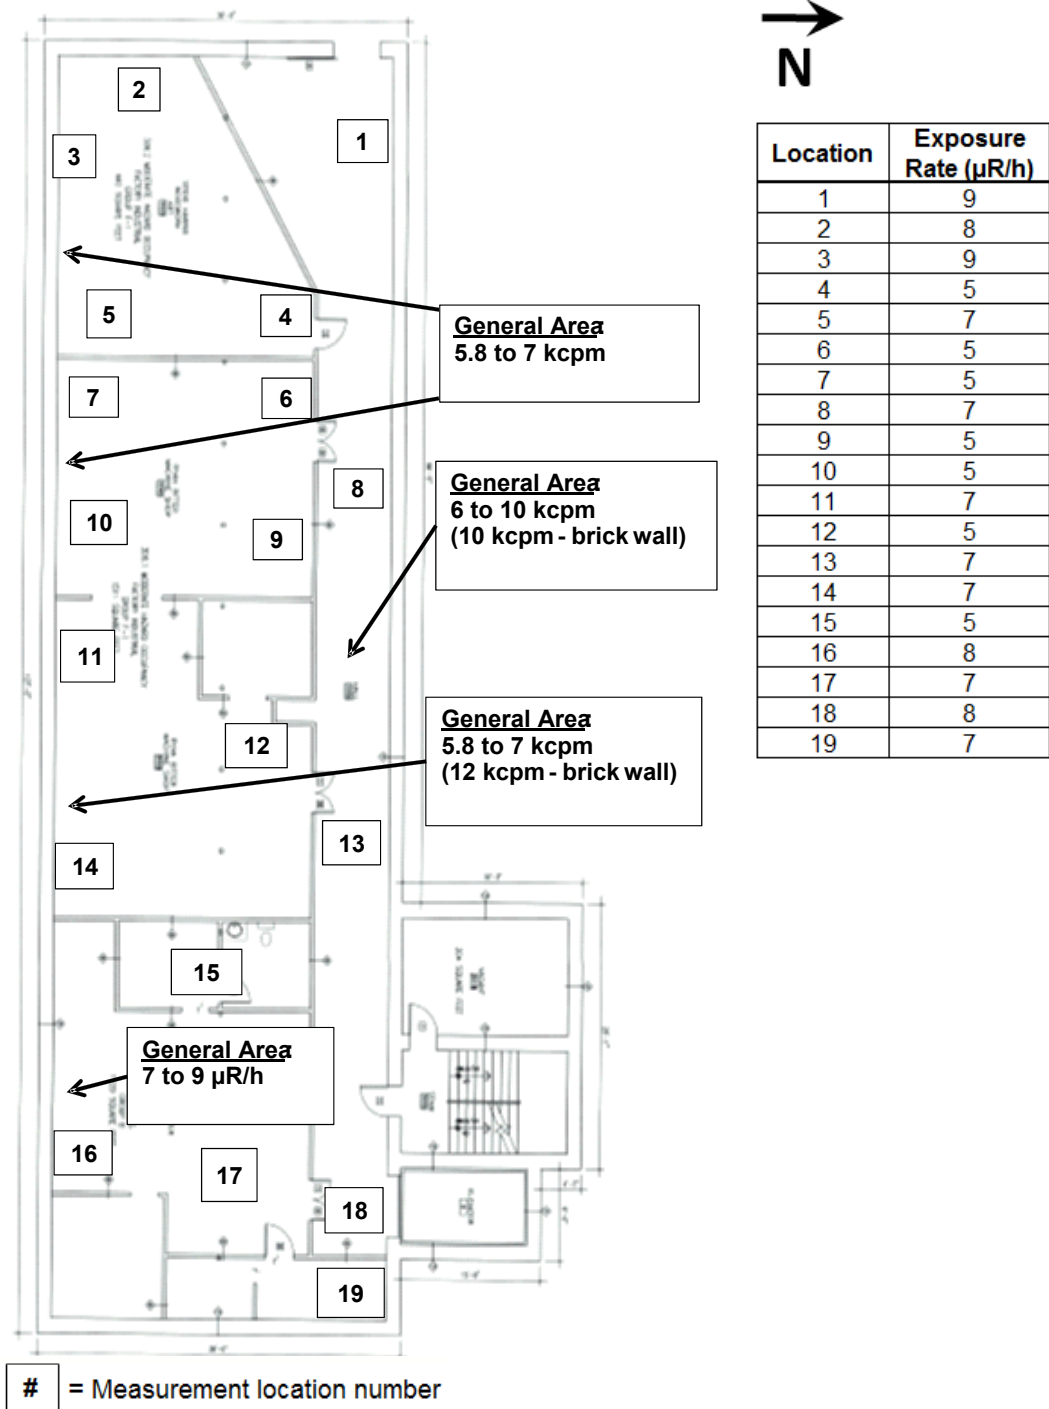 N
Location Exposure Rate (µR/h)
1 9
2 8
3 9
4 5
5 7
6 5
7 5
8 7
9 5
10 5
11 7
12 5
13 7
14 7
15 5
16 8
17 7
18 8
19 7
2
1
3
5
4
General Area
5.8 to 7 kcpm
7
6
8
General Area
6 to 10 kcpm
(10 kcpm - brick wall)
10
9
11
12
General Area
5.8 to 7 kcpm
(12 kcpm - brick wall)
13
14
15
General Area
7 to 9 µR/h
16
17
18
19
# = Measurement location number